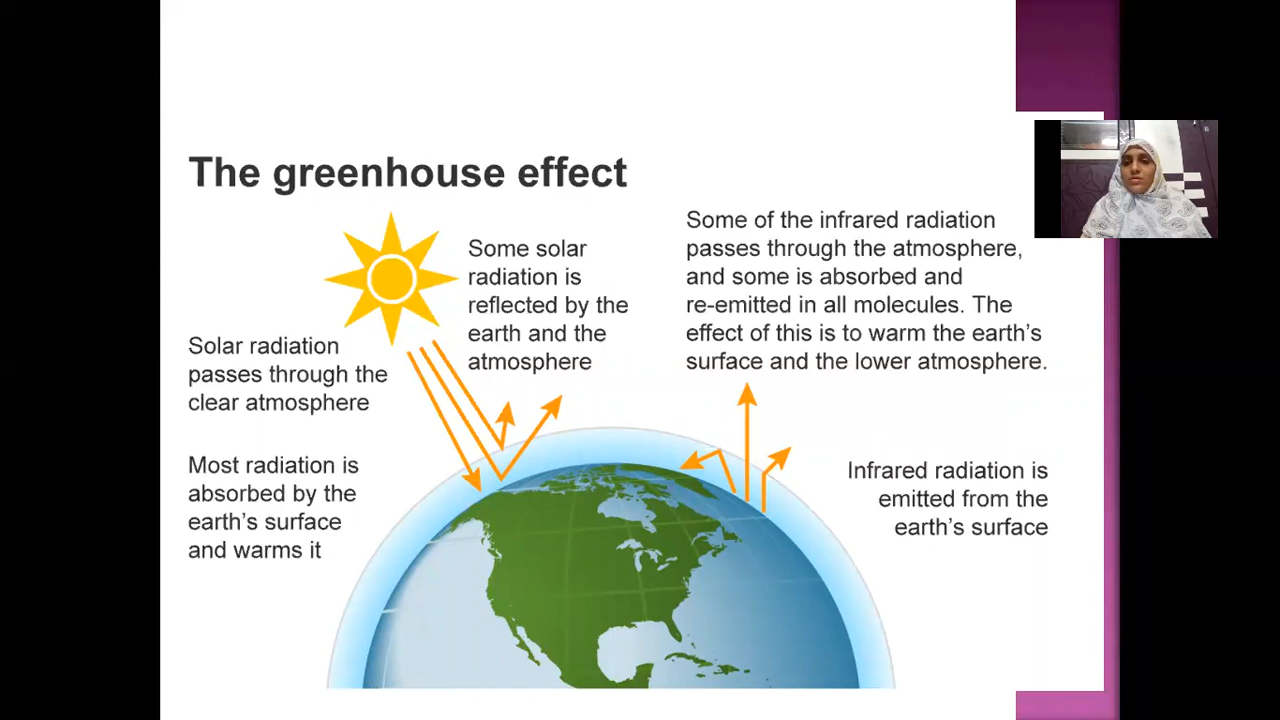 The greenhouse effect
Some solar
radiation is
reflected by the
earth and the
atmosphere
Some of the infrared radiation
passes through the atmosphere,
and some is absorbed and
re-emitted in all molecules. The
effect of this is to warm the earth's
surface and the lower atmosphere.
Solar radiation
passes through the
clear atmosphere
Most radiation is
absorbed by the
earth's surface
and warms it
Infrared radiation is
emitted from the
earth's surface